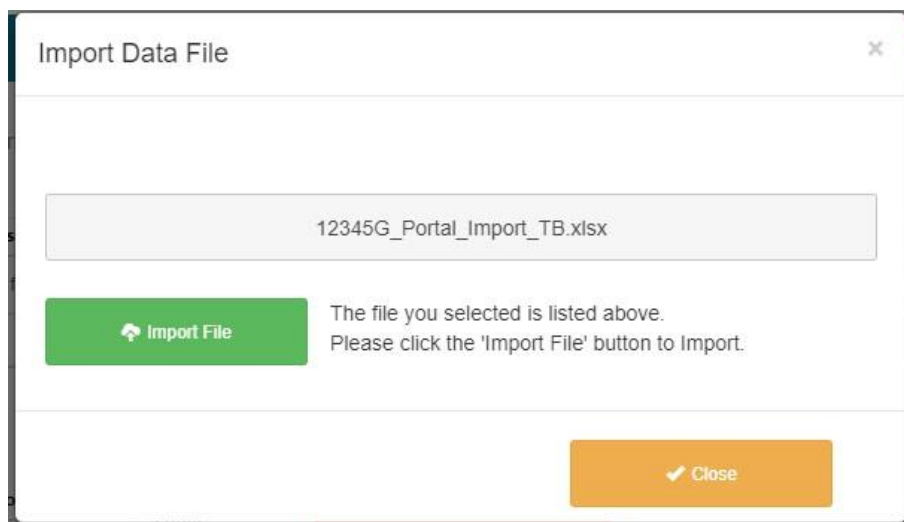 Import Data File
×
12345G_Portal_Import_TB.xlsx
Import File
The file you selected is listed above.
Please click the 'Import File' button to Import.
Close